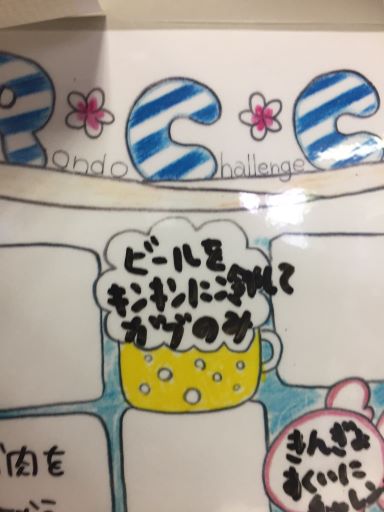 R C C
ondo hallenge
ビールを
キンキンに冷やして
ガブのみ
肉を
きんぎょ
すくいに